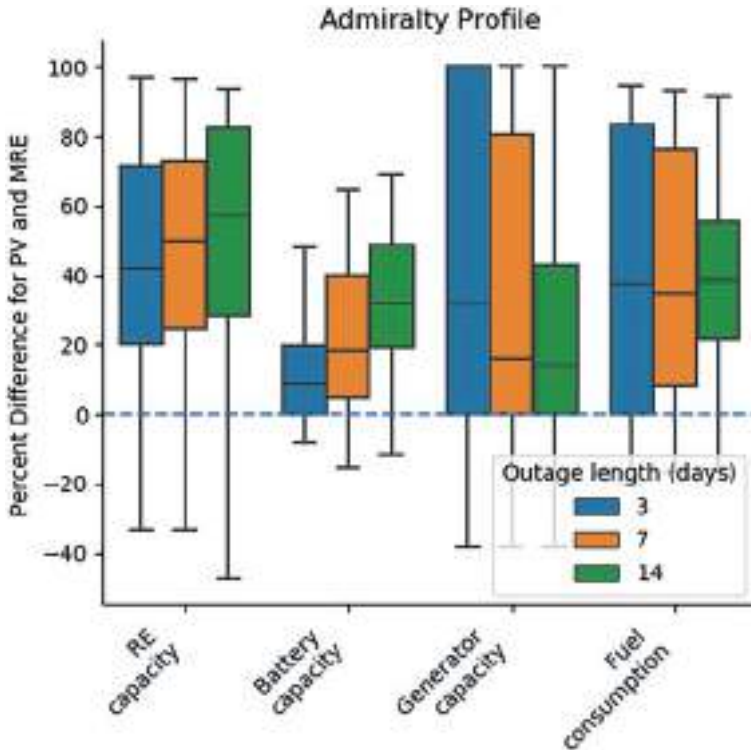 Admiralty Profile
Percent Difference for PV and MRE
100
80
60
40
20
0
−20
−40
Outage length (days)
3
7
14
RE
capacity
Battery
capacity
Generator
capacity
Fuel
consumption